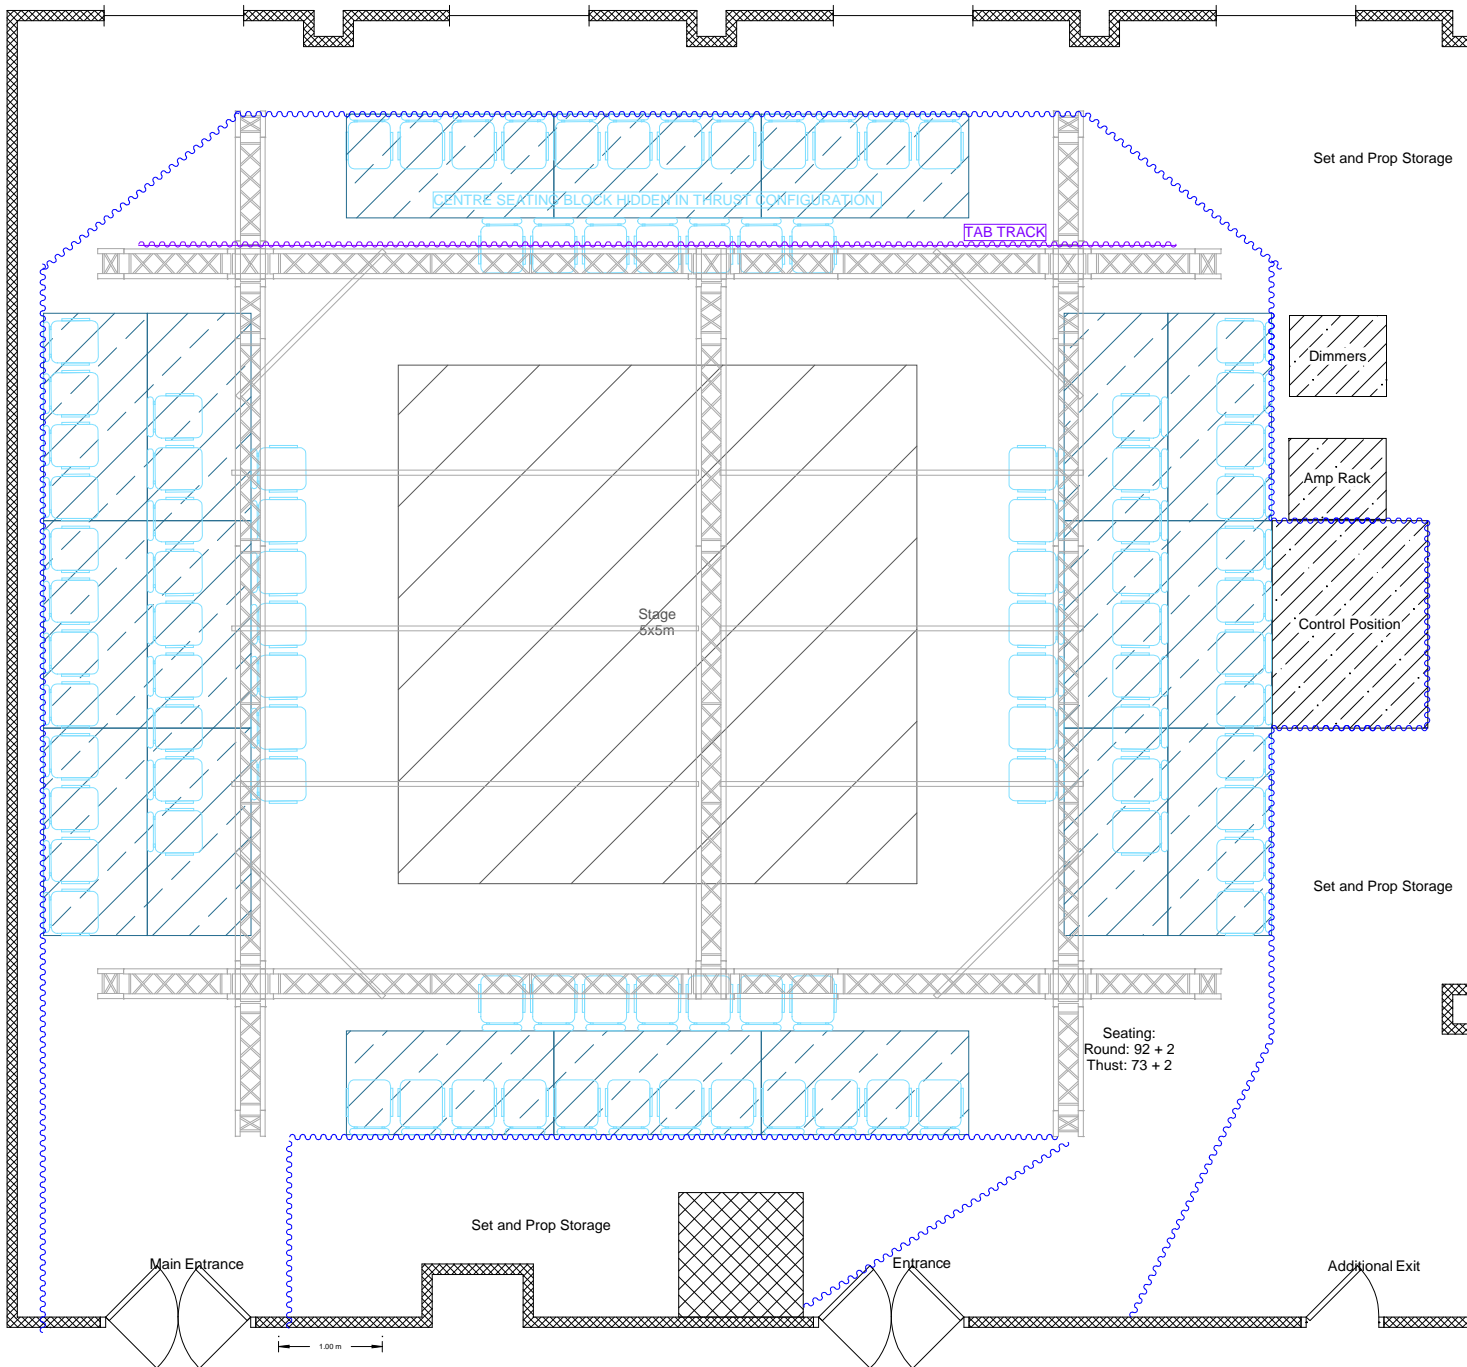 Set and Prop Storage
CENTRE SEATING BLOCK HIDDEN IN THRUST CONFIGURATION
TAB TRACK
Dimmers
Amp Rack
Stage
5x5m
Control Position
Set and Prop Storage
Seating:
Round: 92 + 2
Thrust: 73 + 2
Set and Prop Storage
Main Entrance
Entrance
Additional Exit
1.00 m